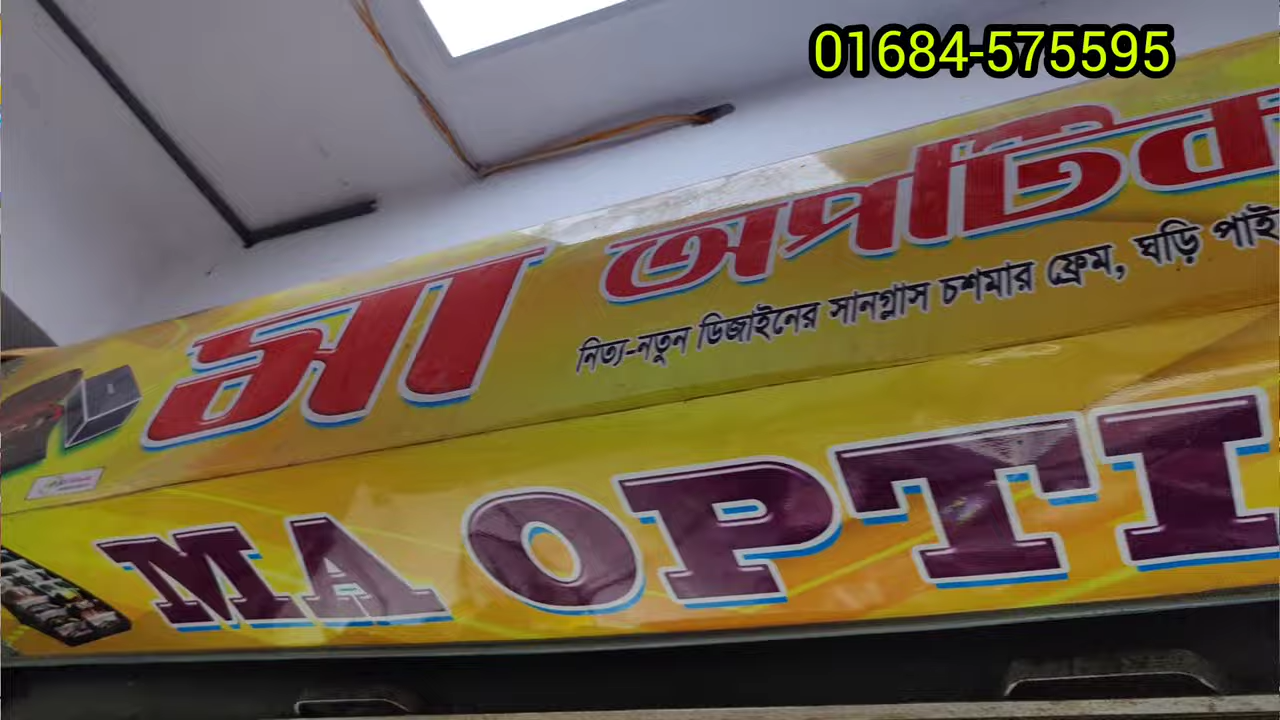 01684-575595
মা অপটিক
নিত্য-নতুন ডিজাইনের সানগ্লাস চশমার ফ্রেম, ঘড়ি পাই
MA OPTI